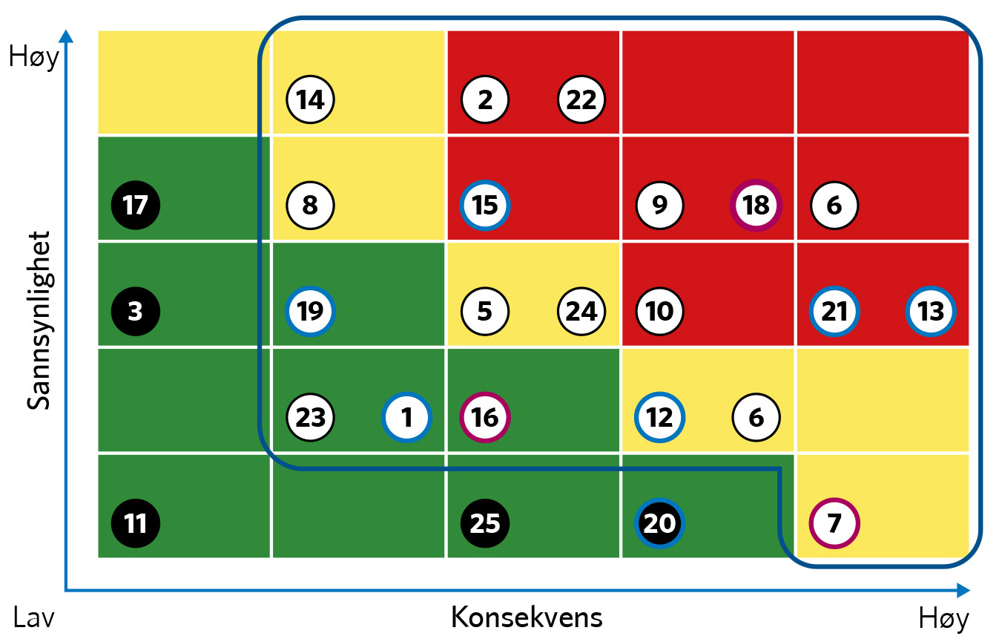 Høy
14 2 22
17 8 15 9 18 6
Sannsynlighet
3 19 5 24 10 21 13
23 1 16 12 6
11 25 20 7
Lav Konsekvens Høy